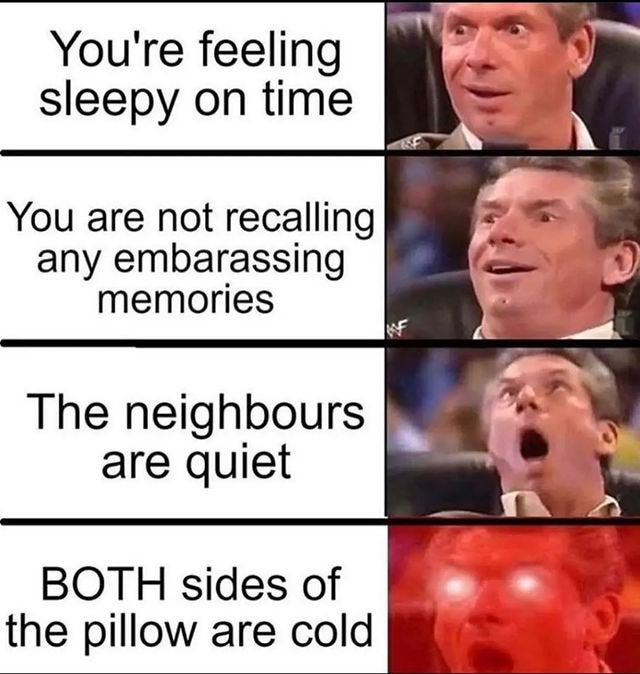 You're feeling
sleepy on time
You are not recalling
any embarassing
memories
WF
The neighbours
are quiet
BOTH sides of
the pillow are cold